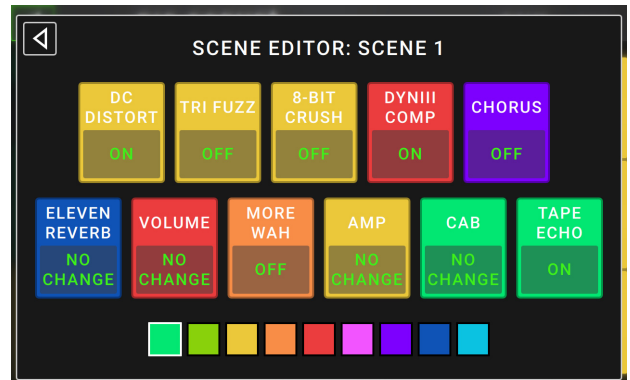 SCENE EDITOR: SCENE 1
DC
DISTORT
ON
TRI FUZZ
OFF
8-BIT
CRUSH
OFF
DYNIII
COMP
ON
CHORUS
OFF
ELEVEN
REVERB
NO
CHANGE
VOLUME
NO
CHANGE
MORE
WAH
OFF
AMP
NO
CHANGE
CAB
NO
CHANGE
TAPE
ECHO
ON